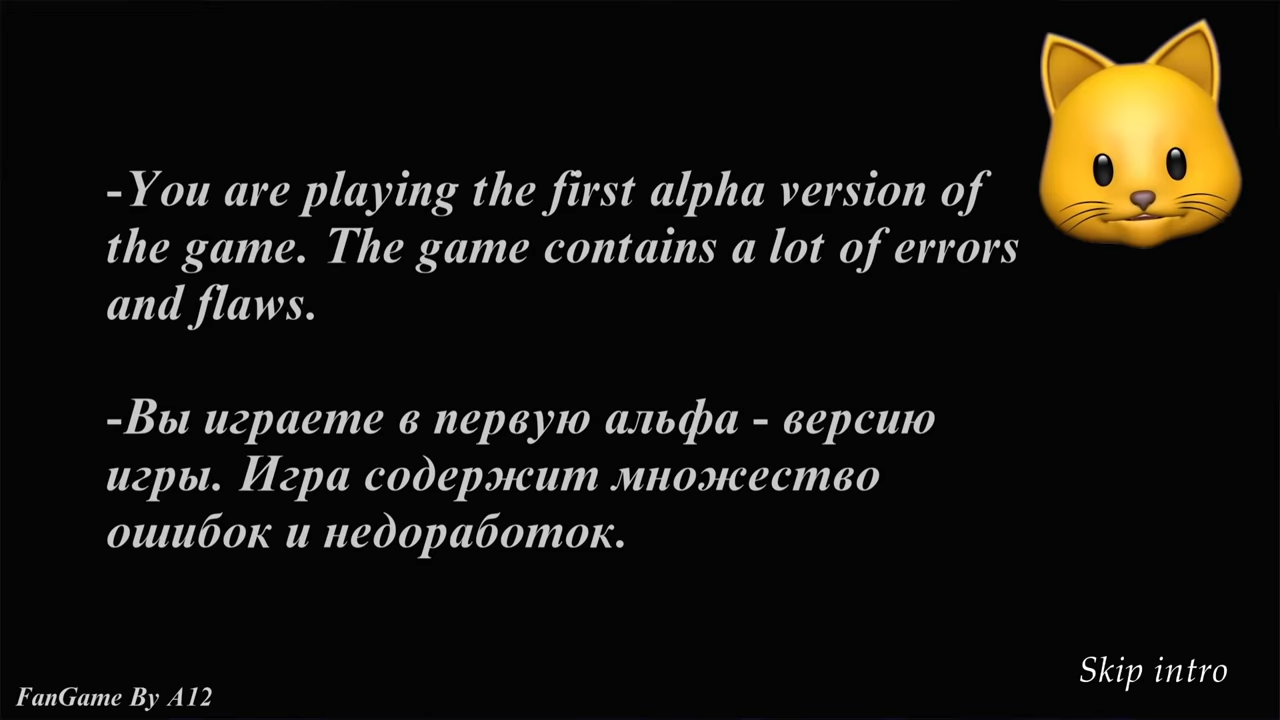 -You are playing the first alpha version of
the game. The game contains a lot of errors
and flaws.
-Вы играете в первую альфа - версию
игры. Игра содержит множество
ошибок и недоработок.
Skip intro
FanGame By A12